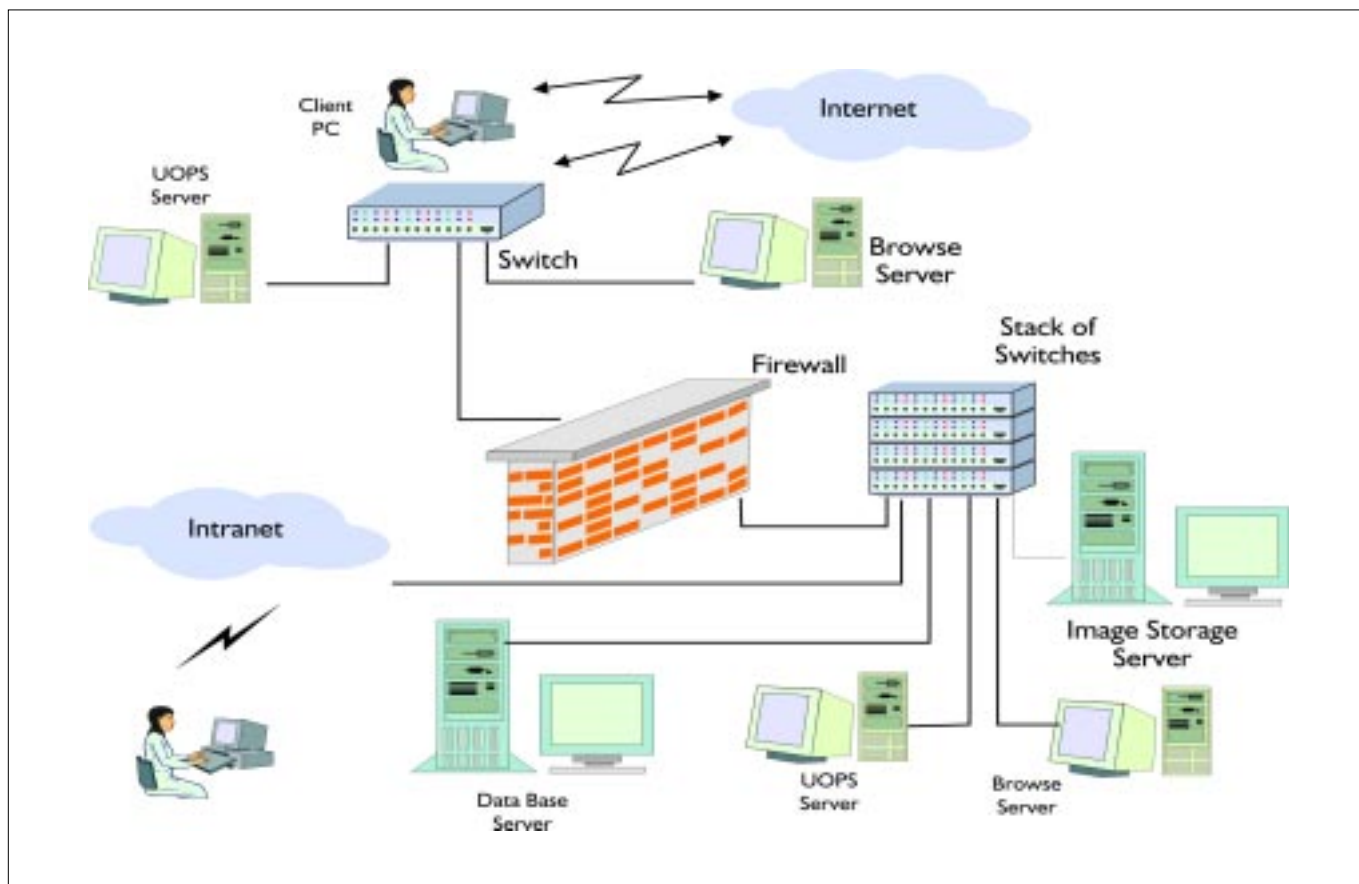 Client
PC
Internet
UOPS
Server
Switch
Browse
Server
Stack of
Switches
Firewall
Intranet
Image Storage
Server
Data Base
Server
UOPS
Server
Browse
Server